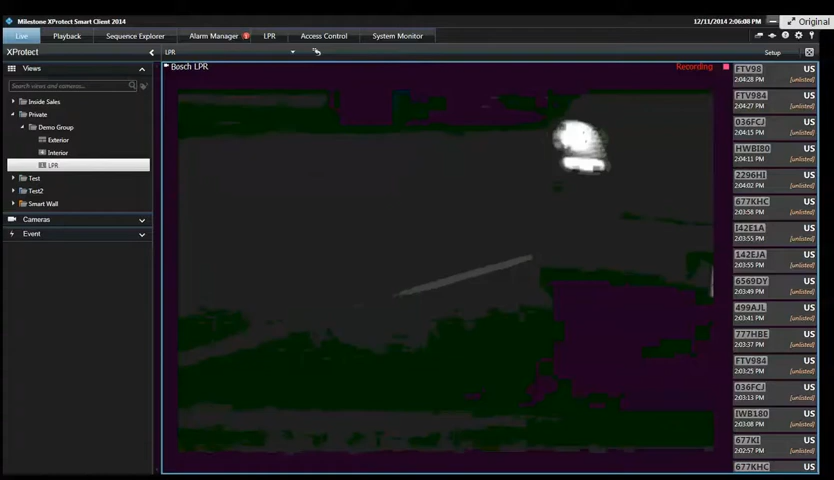 Milestone XProtect Smart Client 2014
12/11/2014 2:06:08 PM
Original
Live
Playback
Sequence Explorer
Alarm Manager
LPR
Access Control
System Monitor
XProtect
LPR
Setup
Views
Search views and cameras...
Inside Sales
Private
Demo Group
Exterior
Interior
LPR
Test
Test2
Smart Wall
Cameras
Event
Bosch LPR
Recording
FTV98 US
2:04:28 PM [unlisted]
FTV984 US
2:04:27 PM [unlisted]
036FCJ US
2:04:15 PM [unlisted]
HWBI80 US
2:04:11 PM [unlisted]
2296HI US
2:04:02 PM [unlisted]
677KHC US
2:03:58 PM [unlisted]
I42E1A US
2:03:55 PM [unlisted]
142EJA US
2:03:55 PM [unlisted]
6569DY US
2:03:49 PM [unlisted]
499AJL US
2:03:41 PM [unlisted]
777HBE US
2:03:37 PM [unlisted]
FTV984 US
2:03:25 PM [unlisted]
036FCJ US
2:03:13 PM [unlisted]
IWB180 US
2:03:08 PM [unlisted]
677KI US
2:02:57 PM [unlisted]
677KHC US